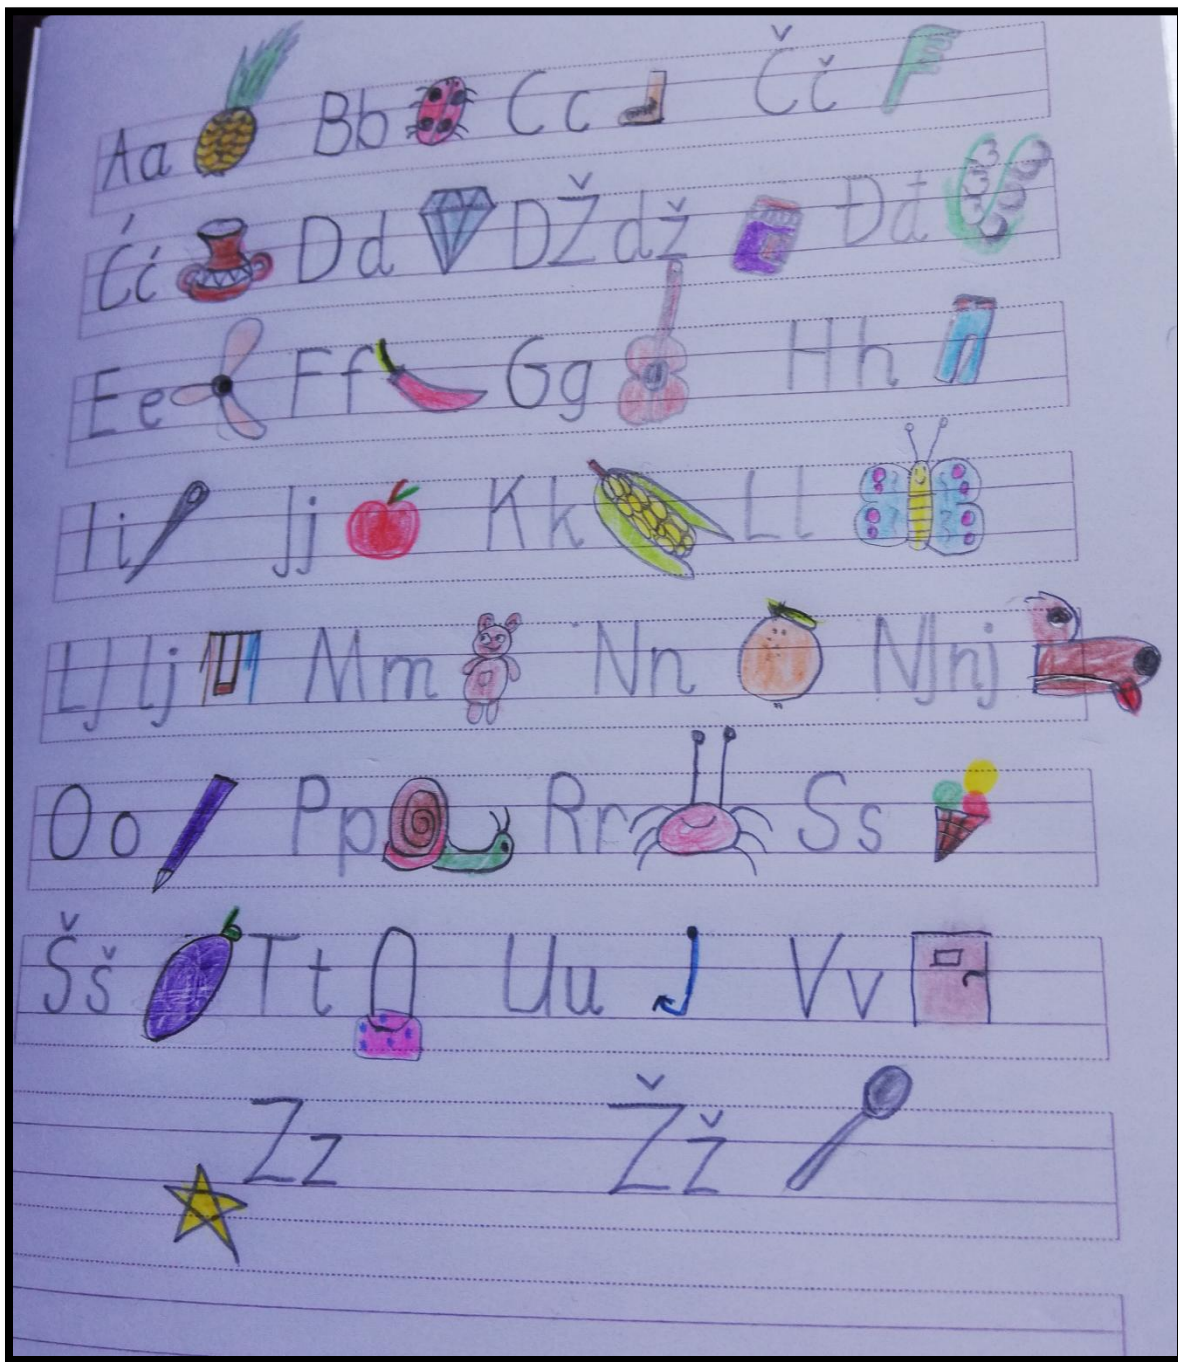 Aa Bb Cc Čč
Ćć Dd DŽ dž Đđ
Ee Ff Gg Hh
Ii Jj Kk Ll
LJ lj Mm Nn NJ nj
Oo Pp Rr Ss
Šš Tt Uu Vv
Zz Žž